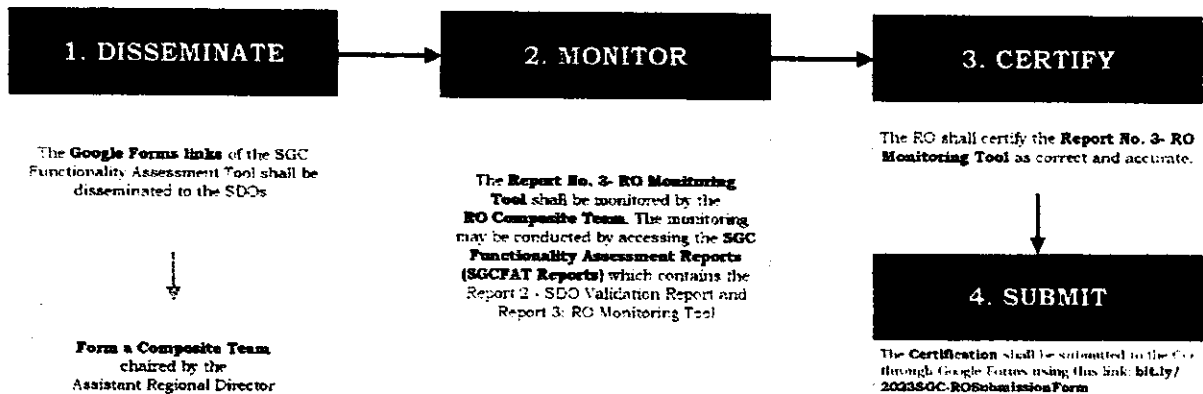 1. DISSEMINATE
The Google Forms links of the SGC
Functionality Assessment Tool shall be
disseminated to the SDOs
Form a Composite Team
chaired by the
Assistant Regional Director
2. MONITOR
The Report No. 3- RO Monitoring
Tool shall be monitored by the
RO Composite Team. The monitoring
may be conducted by accessing the SGC
Functionality Assessment Reports
(SGCFAT Reports) which contains the
Report 2 - SDO Validation Report and
Report 3: RO Monitoring Tool
3. CERTIFY
The RO shall certify the Report No. 3- RO
Monitoring Tool as correct and accurate.
4. SUBMIT
The Certification shall be submitted to the
through Google Forms using this link: bit.ly/
2023SGC-ROSubmissionForm